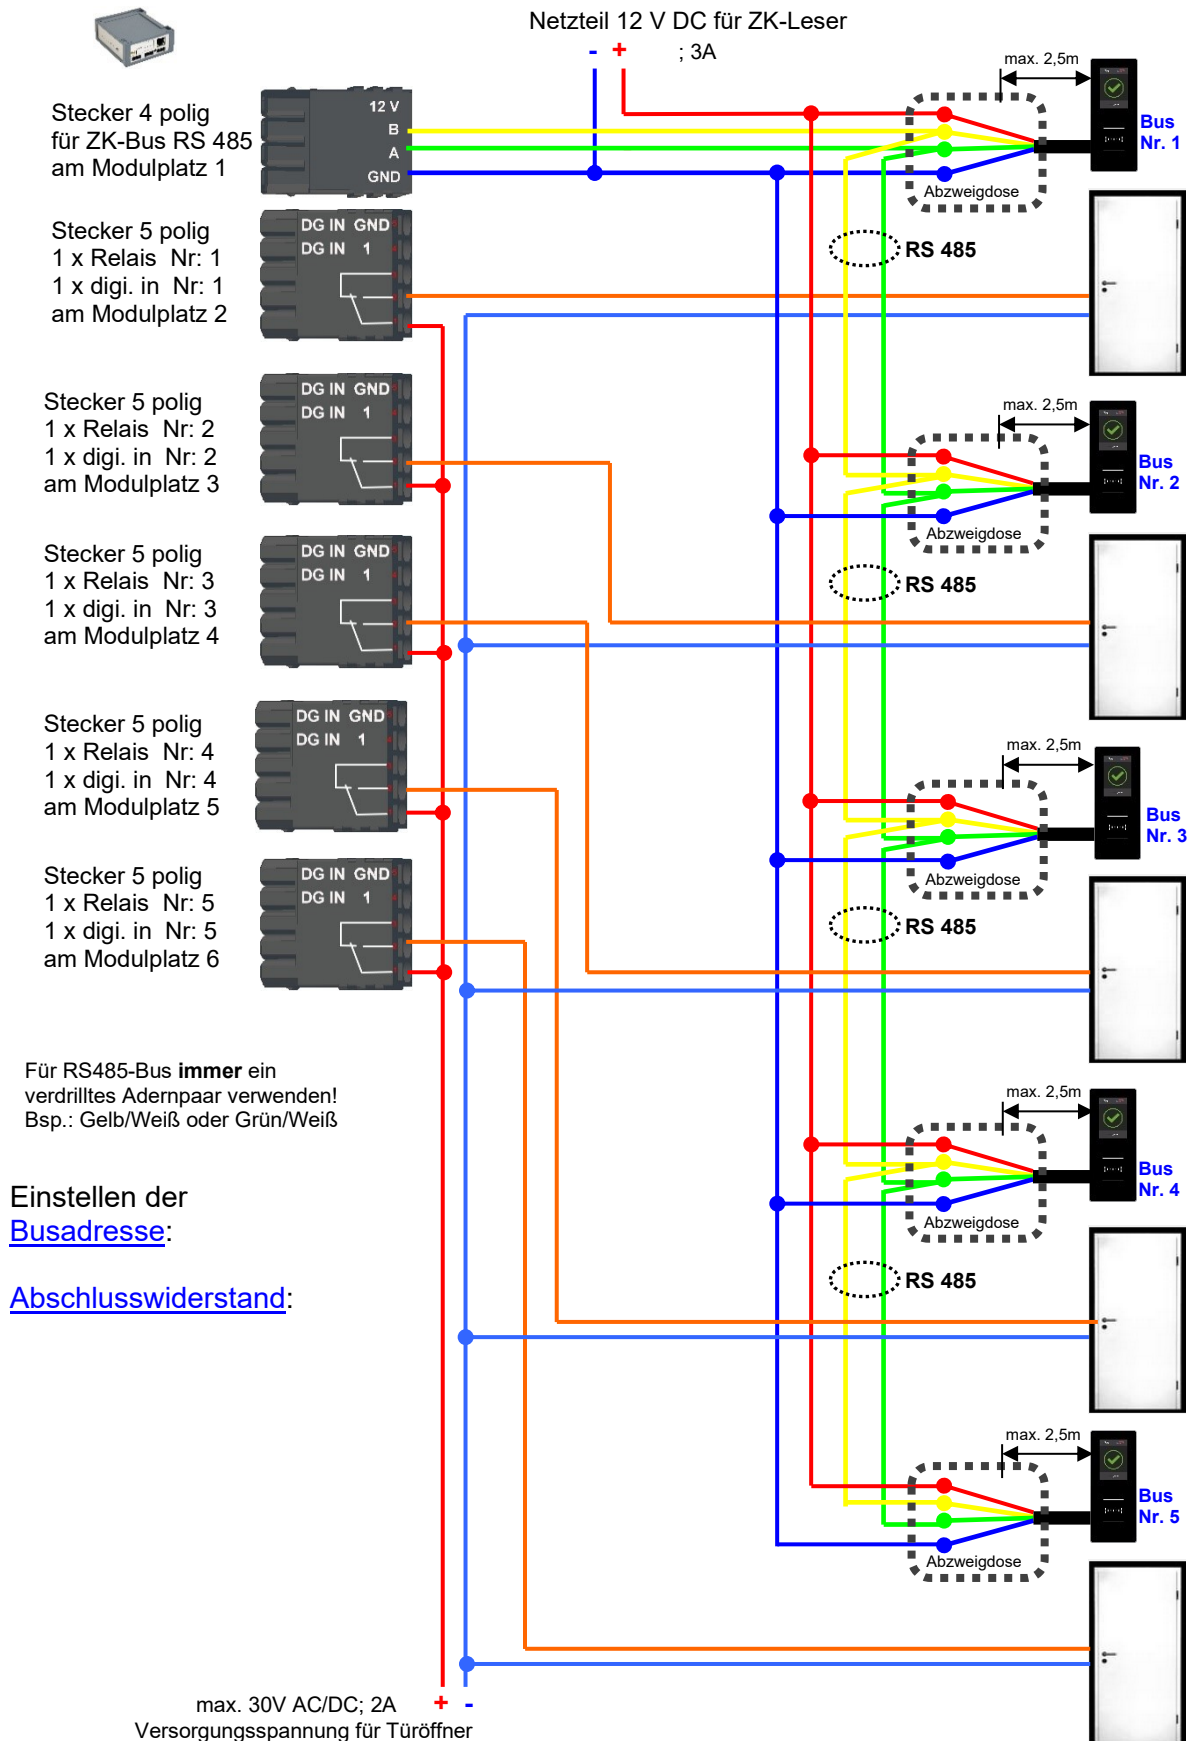 Netzteil 12 V DC für ZK-Leser
- +
; 3A
max. 2,5m
Stecker 4 polig
für ZK-Bus RS 485
am Modulplatz 1
12 V
B
A
GND
Bus
Nr. 1
Abzweigdose
Stecker 5 polig
1 x Relais Nr: 1
1 x digi. in Nr: 1
am Modulplatz 2
DG IN GND
DG IN 1
RS 485
Stecker 5 polig
1 x Relais Nr: 2
1 x digi. in Nr: 2
am Modulplatz 3
DG IN GND
DG IN 1
max. 2,5m
Bus
Nr. 2
Abzweigdose
Stecker 5 polig
1 x Relais Nr: 3
1 x digi. in Nr: 3
am Modulplatz 4
DG IN GND
DG IN 1
RS 485
Stecker 5 polig
1 x Relais Nr: 4
1 x digi. in Nr: 4
am Modulplatz 5
DG IN GND
DG IN 1
max. 2,5m
Bus
Nr. 3
Abzweigdose
Stecker 5 polig
1 x Relais Nr: 5
1 x digi. in Nr: 5
am Modulplatz 6
DG IN GND
DG IN 1
RS 485
Für RS485-Bus immer ein
verdrilltes Adernpaar verwenden!
Bsp.: Gelb/Weiß oder Grün/Weiß
max. 2,5m
Bus
Nr. 4
Abzweigdose
Einstellen der
Busadresse:
Abschlusswiderstand:
RS 485
max. 2,5m
Bus
Nr. 5
Abzweigdose
max. 30V AC/DC; 2A + -
Versorgungsspannung für Türöffner